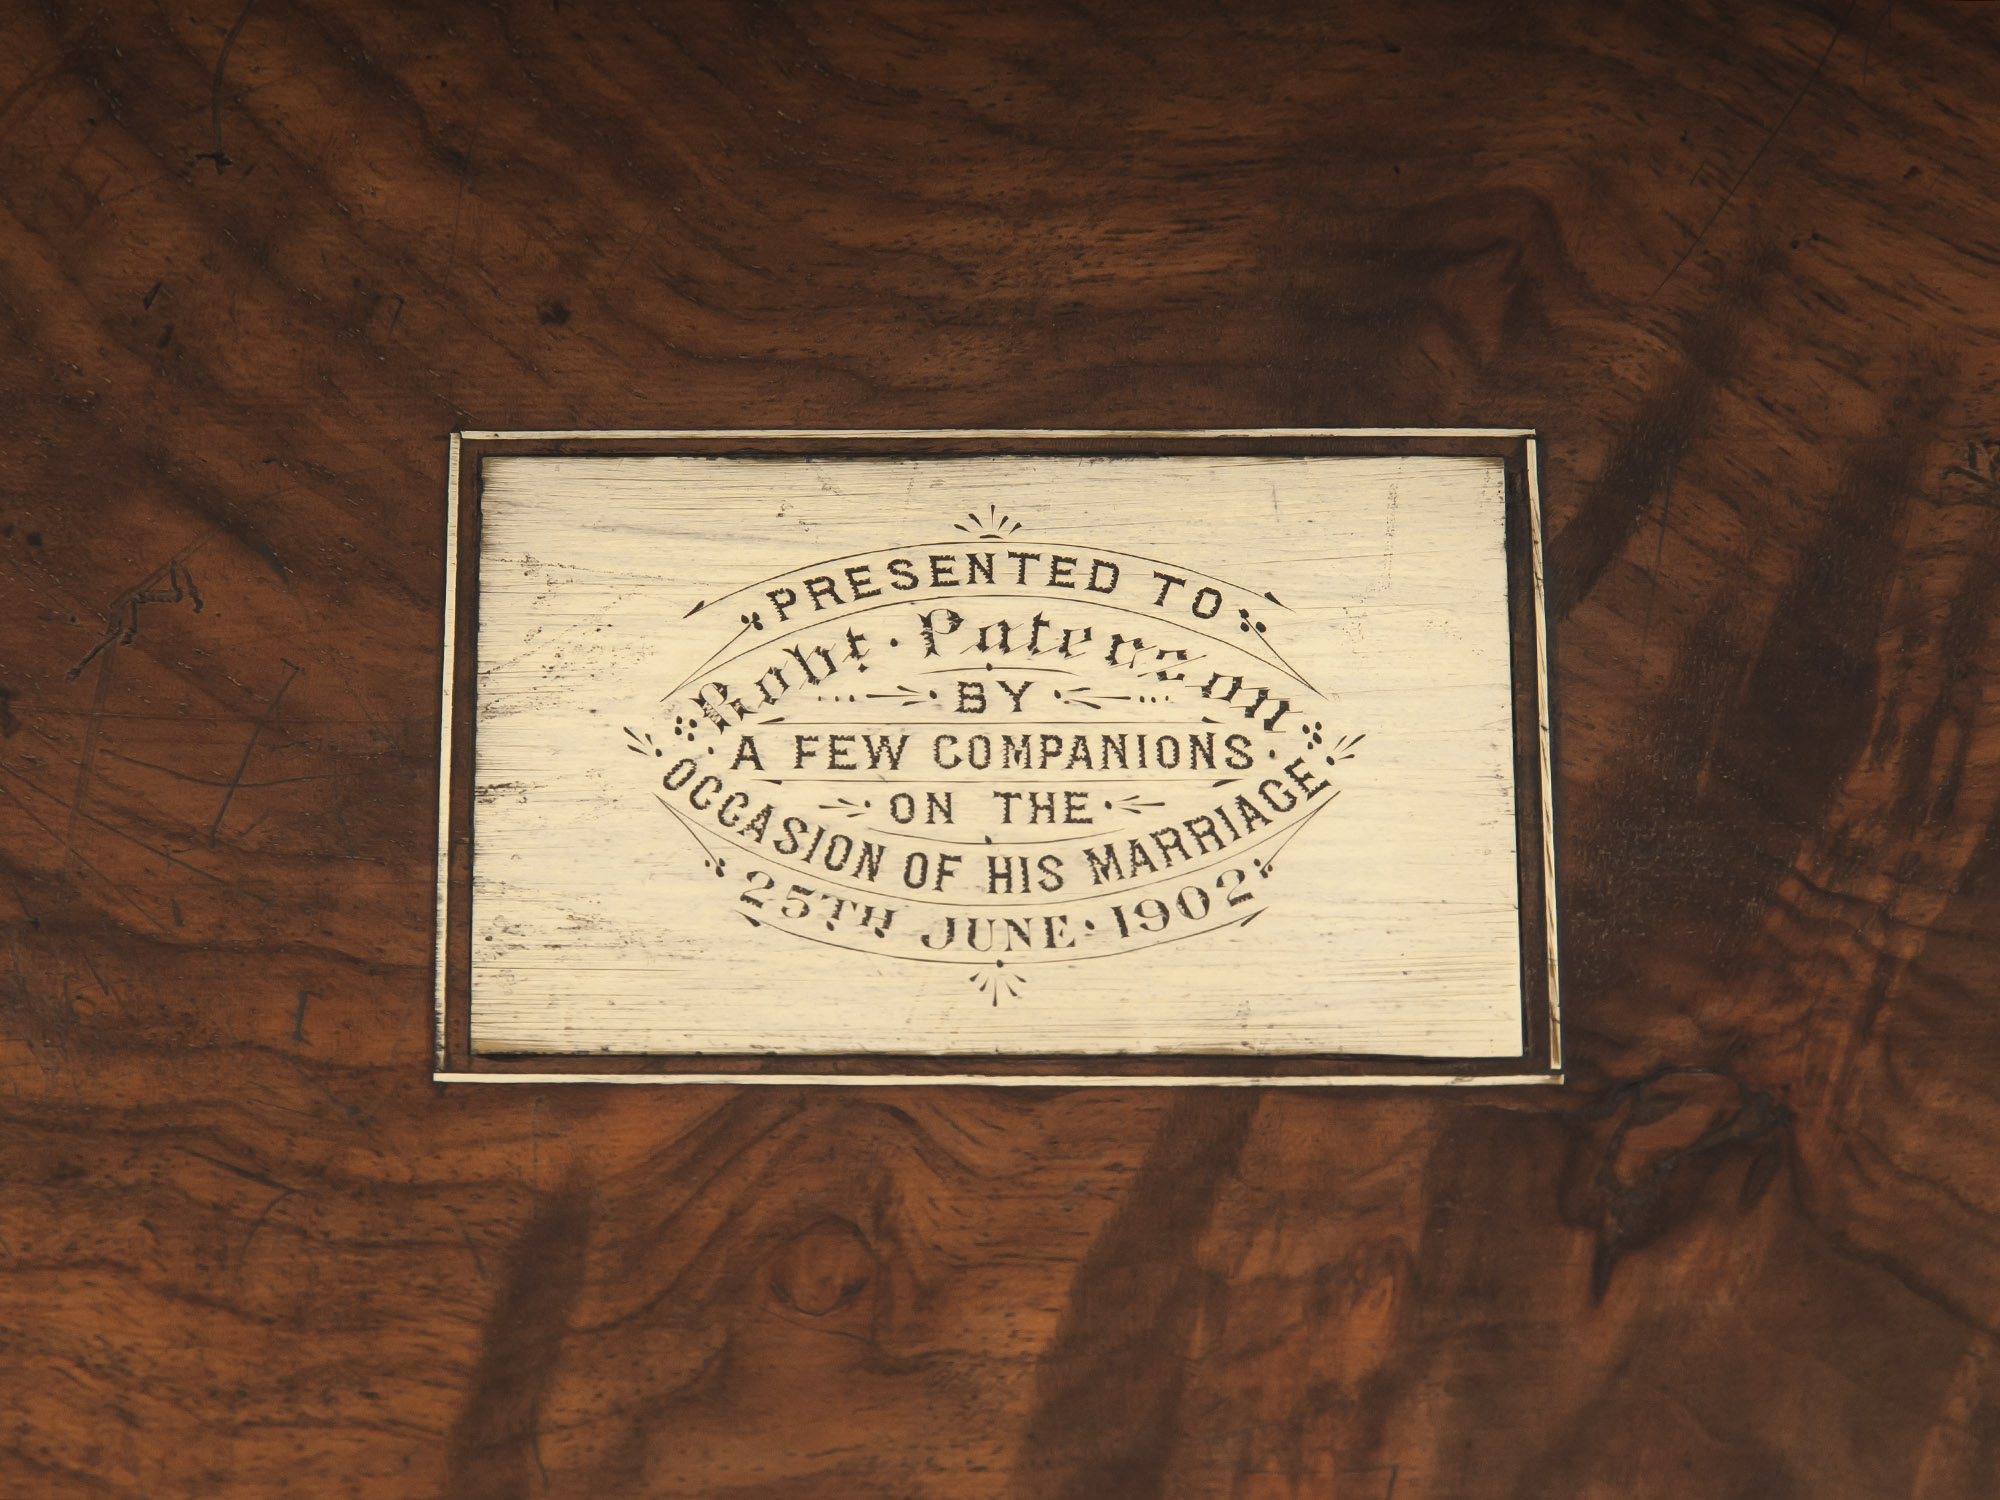 PRESENTED TO
Robt · Paterson
· BY ·
· A FEW COMPANIONS ·
· ON THE ·
OCCASION OF HIS MARRIAGE
25TH JUNE · 1902